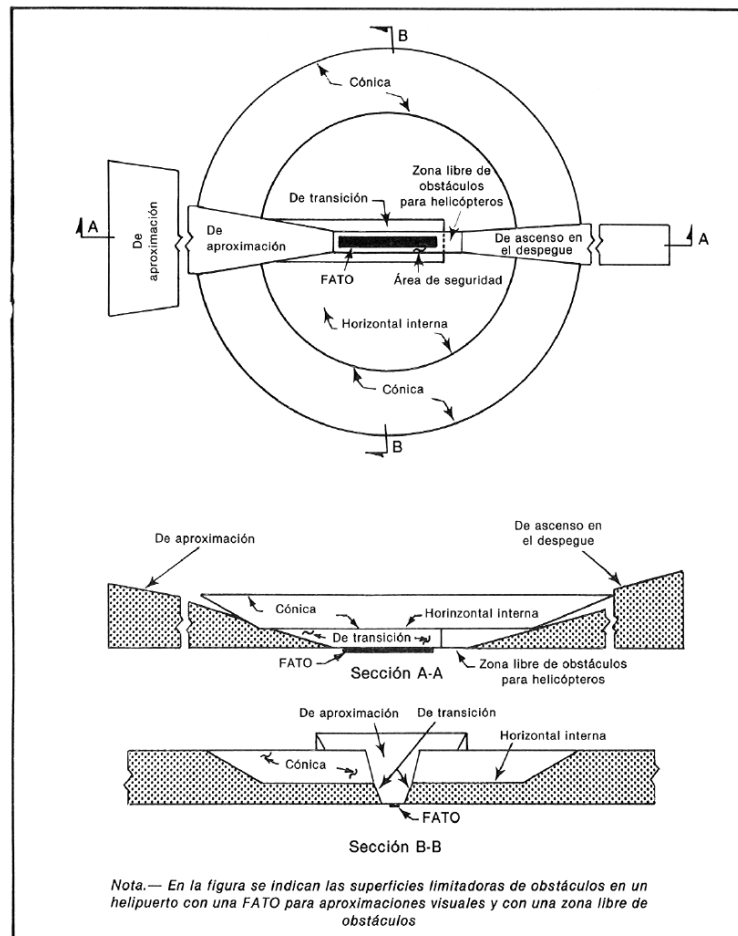 B
Cónica
Zona libre de
obstáculos
para helicópteros
De transición
A
De
aproximación
De
aproximación
De ascenso en
el despegue
A
FATO
Área de seguridad
Horizontal interna
Cónica
B
De aproximación
De ascenso en
el despegue
Cónica
Horinzontal interna
De transición
FATO
Zona libre de obstáculos
para helicópteros
Sección A-A
De aproximación
De transición
Horizontal interna
Cónica
FATO
Sección B-B
Nota.— En la figura se indican las superficies limitadoras de obstáculos en un
helipuerto con una FATO para aproximaciones visuales y con una zona libre de
obstáculos